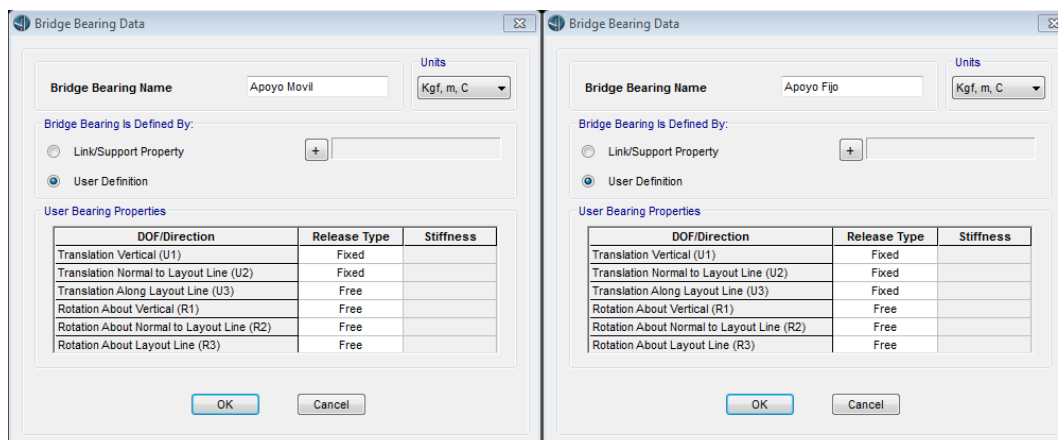 Bridge Bearing Data
Units
Bridge Bearing Name Apoyo Movil Kgf, m, C
Bridge Bearing Is Defined By:
Link/Support Property +
User Definition
User Bearing Properties
DOF/Direction Release Type Stiffness
Translation Vertical (U1) Fixed
Translation Normal to Layout Line (U2) Fixed
Translation Along Layout Line (U3) Free
Rotation About Vertical (R1) Free
Rotation About Normal to Layout Line (R2) Free
Rotation About Layout Line (R3) Free
OK Cancel
Bridge Bearing Data
Units
Bridge Bearing Name Apoyo Fijo Kgf, m, C
Bridge Bearing Is Defined By:
Link/Support Property +
User Definition
User Bearing Properties
DOF/Direction Release Type Stiffness
Translation Vertical (U1) Fixed
Translation Normal to Layout Line (U2) Fixed
Translation Along Layout Line (U3) Fixed
Rotation About Vertical (R1) Free
Rotation About Normal to Layout Line (R2) Free
Rotation About Layout Line (R3) Free
OK Cancel